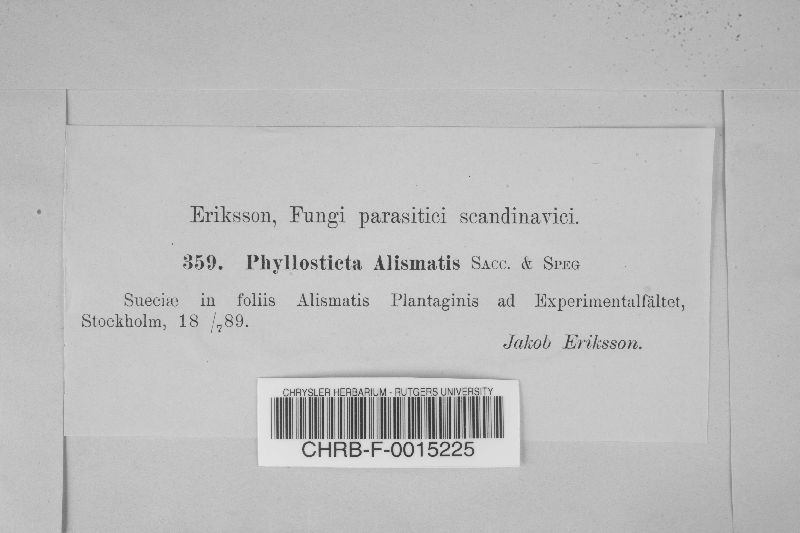 Eriksson, Fungi parasitici scandinavici.
359. Phyllosticta Alismatis Sacc. & Speg
Sueciæ in foliis Alismatis Plantaginis ad Experimentalfältet,
Stockholm, 18 /7 89.
Jakob Eriksson.
CHRYSLER HERBARIUM - RUTGERS UNIVERSITY
CHRB-F-0015225